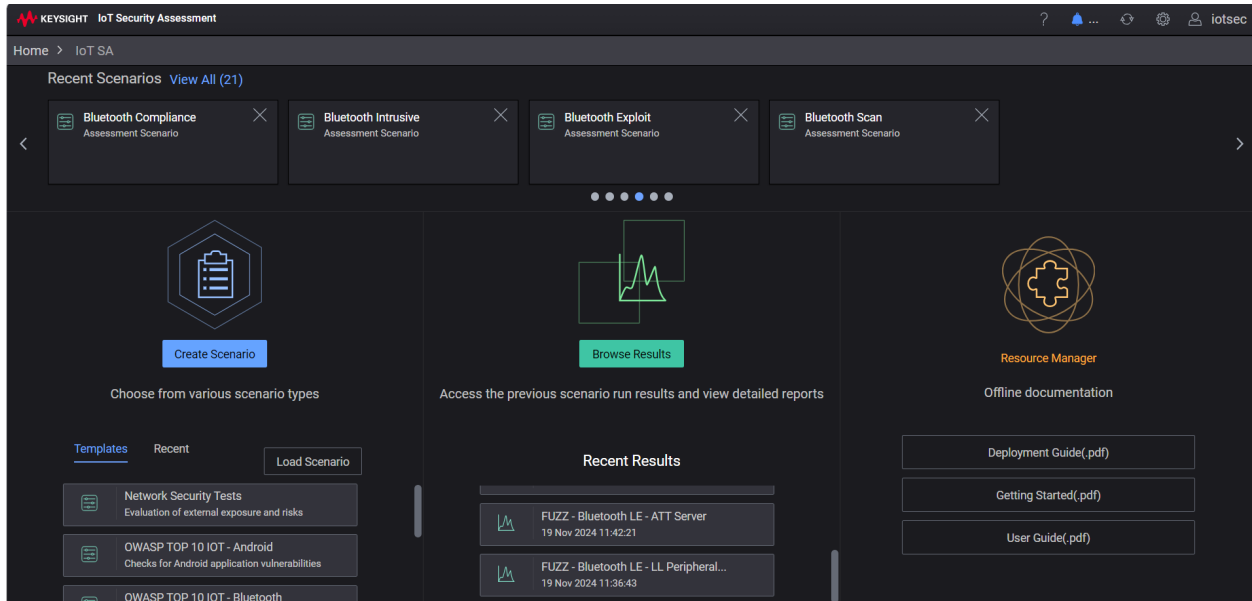 KEYSIGHT IoT Security Assessment
? ... iotsec
Home > IoT SA
Recent Scenarios View All (21)
Bluetooth Compliance
Assessment Scenario
Bluetooth Intrusive
Assessment Scenario
Bluetooth Exploit
Assessment Scenario
Bluetooth Scan
Assessment Scenario
Create Scenario
Choose from various scenario types
Templates Recent
Load Scenario
Network Security Tests
Evaluation of external exposure and risks
OWASP TOP 10 IOT - Android
Checks for Android application vulnerabilities
OWASP TOP 10 IOT - Bluetooth
Browse Results
Access the previous scenario run results and view detailed reports
Recent Results
FUZZ - Bluetooth LE - ATT Server
19 Nov 2024 11:42:21
FUZZ - Bluetooth LE - LL Peripheral...
19 Nov 2024 11:36:43
Resource Manager
Offline documentation
Deployment Guide(.pdf)
Getting Started(.pdf)
User Guide(.pdf)